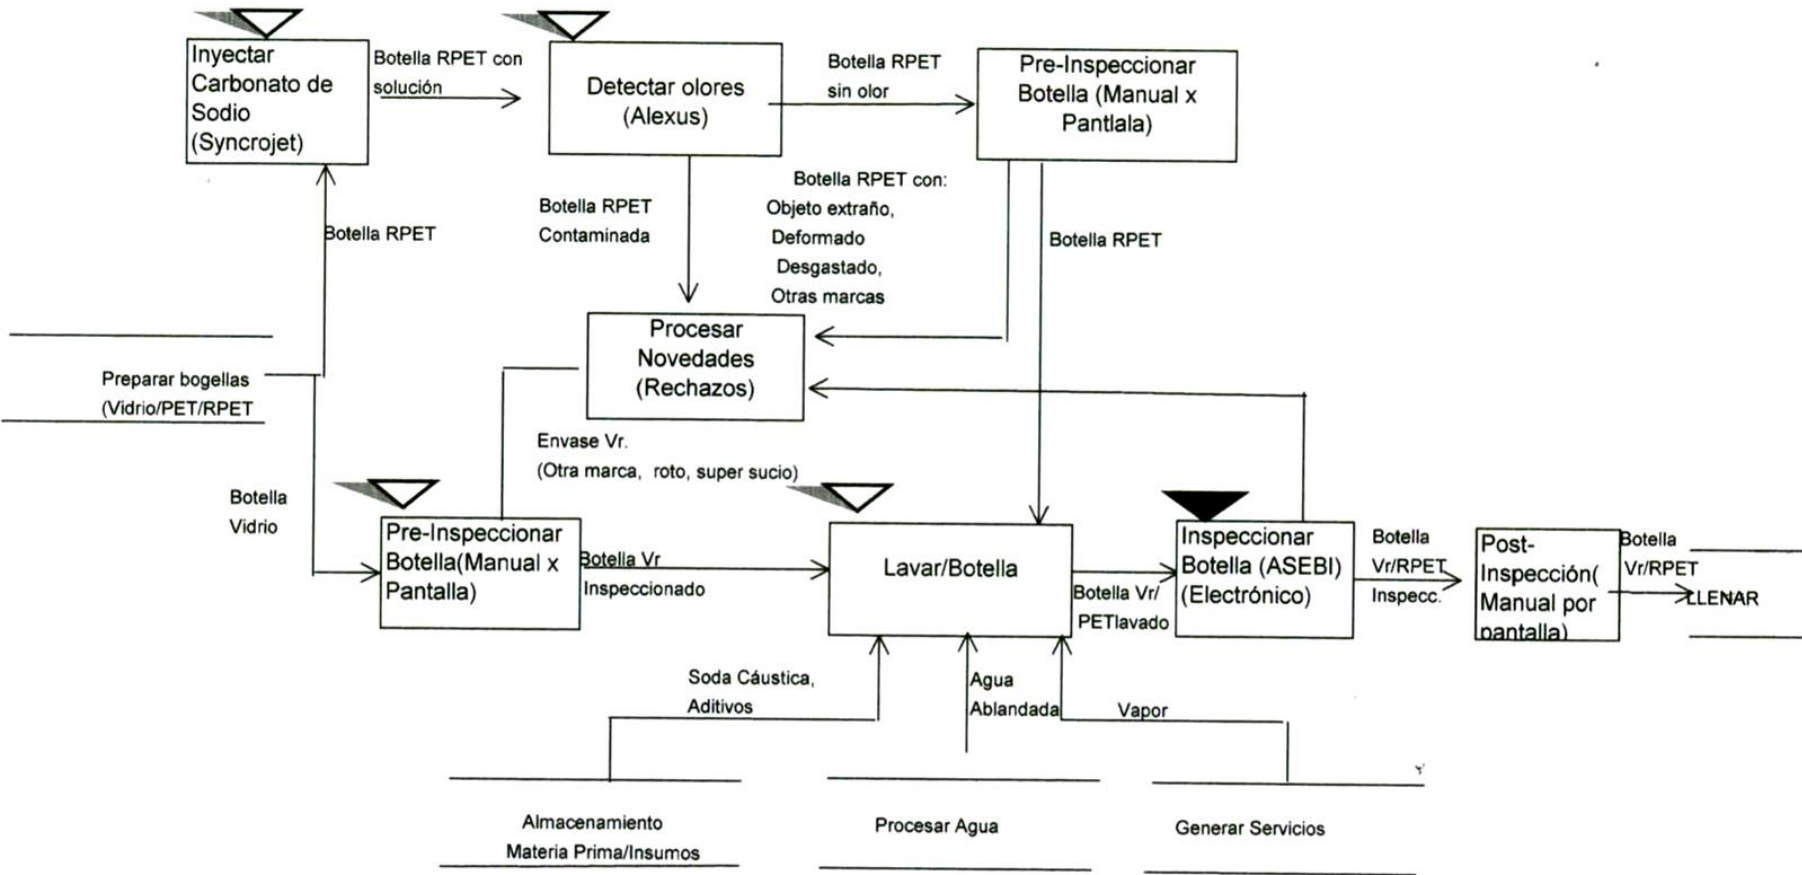 Inyectar
Carbonato de
Sodio
(Syncrojet)
Botella RPET con
solución
Detectar olores
(Alexus)
Botella RPET
sin olor
Pre-Inspeccionar
Botella (Manual x
Pantlala)
Botella RPET
Botella RPET
Contaminada
Botella RPET con:
Objeto extraño,
Deformado
Desgastado,
Otras marcas
Botella RPET
Procesar
Novedades
(Rechazos)
Preparar bogellas
(Vidrio/PET/RPET
Envase Vr.
(Otra marca, roto, super sucio)
Botella
Vidrio
Pre-Inspeccionar
Botella(Manual x
Pantalla)
Botella Vr
Inspeccionado
Lavar/Botella
Botella Vr/
PETlavado
Inspeccionar
Botella (ASEBI)
(Electrónico)
Botella
Vr/RPET
Inspecc.
Post-
Inspección(
Manual por
pantalla)
Botella
Vr/RPET
LLENAR
Soda Cáustica,
Aditivos
Agua
Ablandada
Vapor
Almacenamiento
Materia Prima/Insumos
Procesar Agua
Generar Servicios